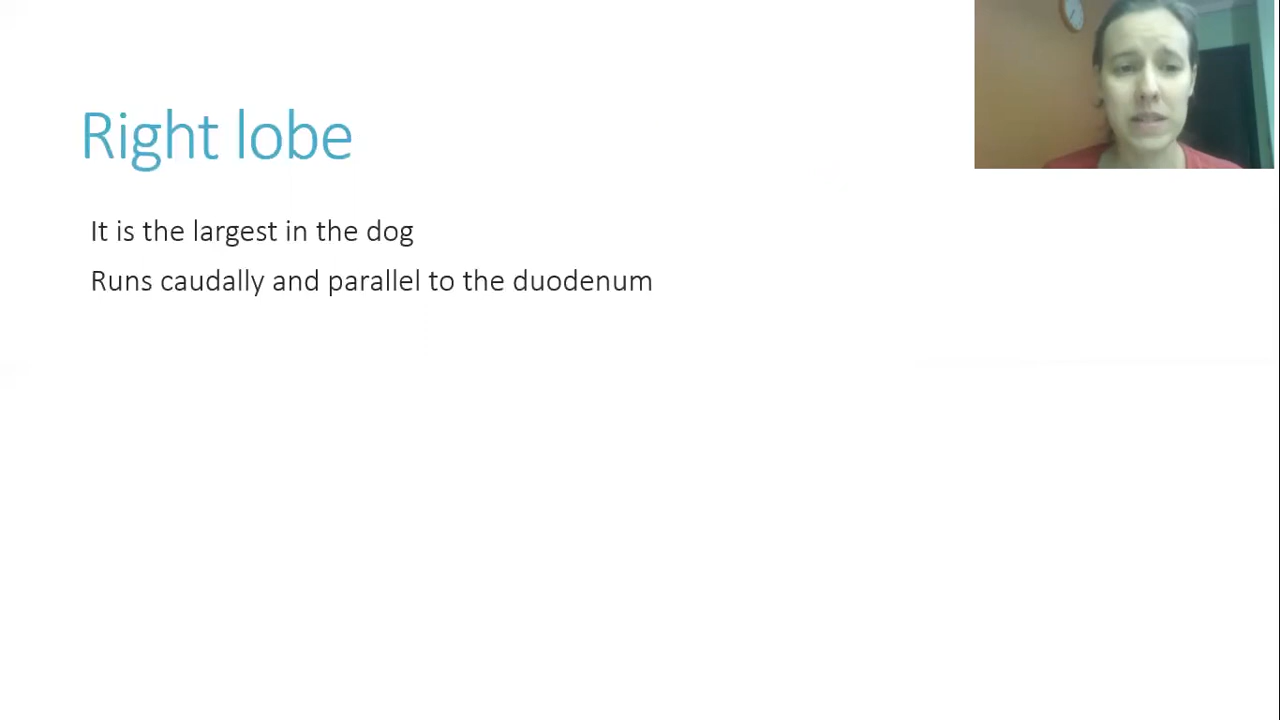 Right lobe
It is the largest in the dog
Runs caudally and parallel to the duodenum